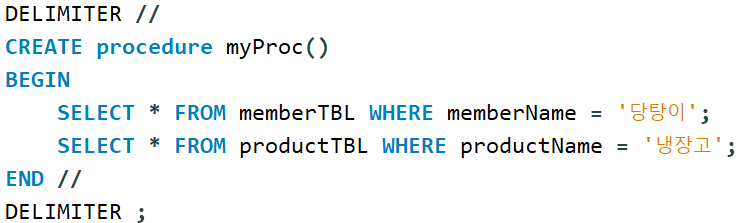 DELIMITER //
CREATE procedure myProc()
BEGIN
    SELECT * FROM memberTBL WHERE memberName = '당탕이';
    SELECT * FROM productTBL WHERE productName = '냉장고';
END //
DELIMITER ;